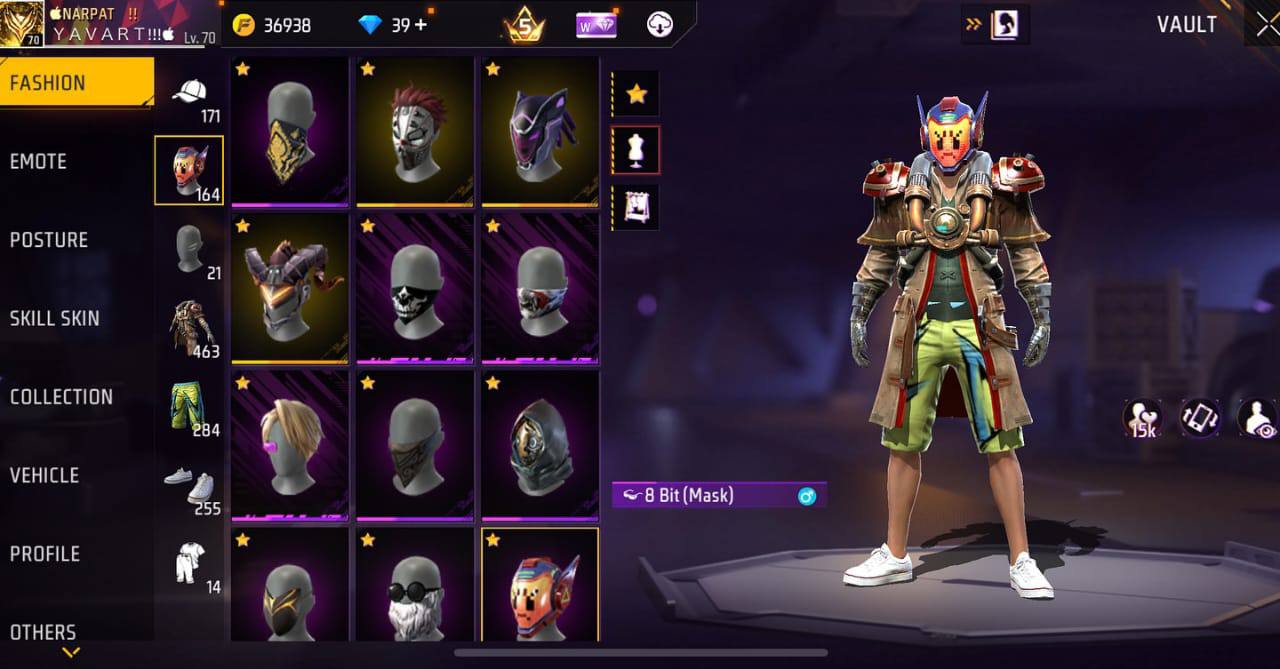 NARPAT !!
YAVART!!!
Lv. 70
70
36938
39 +
5
W
VAULT
FASHION
EMOTE
POSTURE
SKILL SKIN
COLLECTION
VEHICLE
PROFILE
OTHERS
171
164
21
463
284
255
14
8 Bit (Mask)
15k